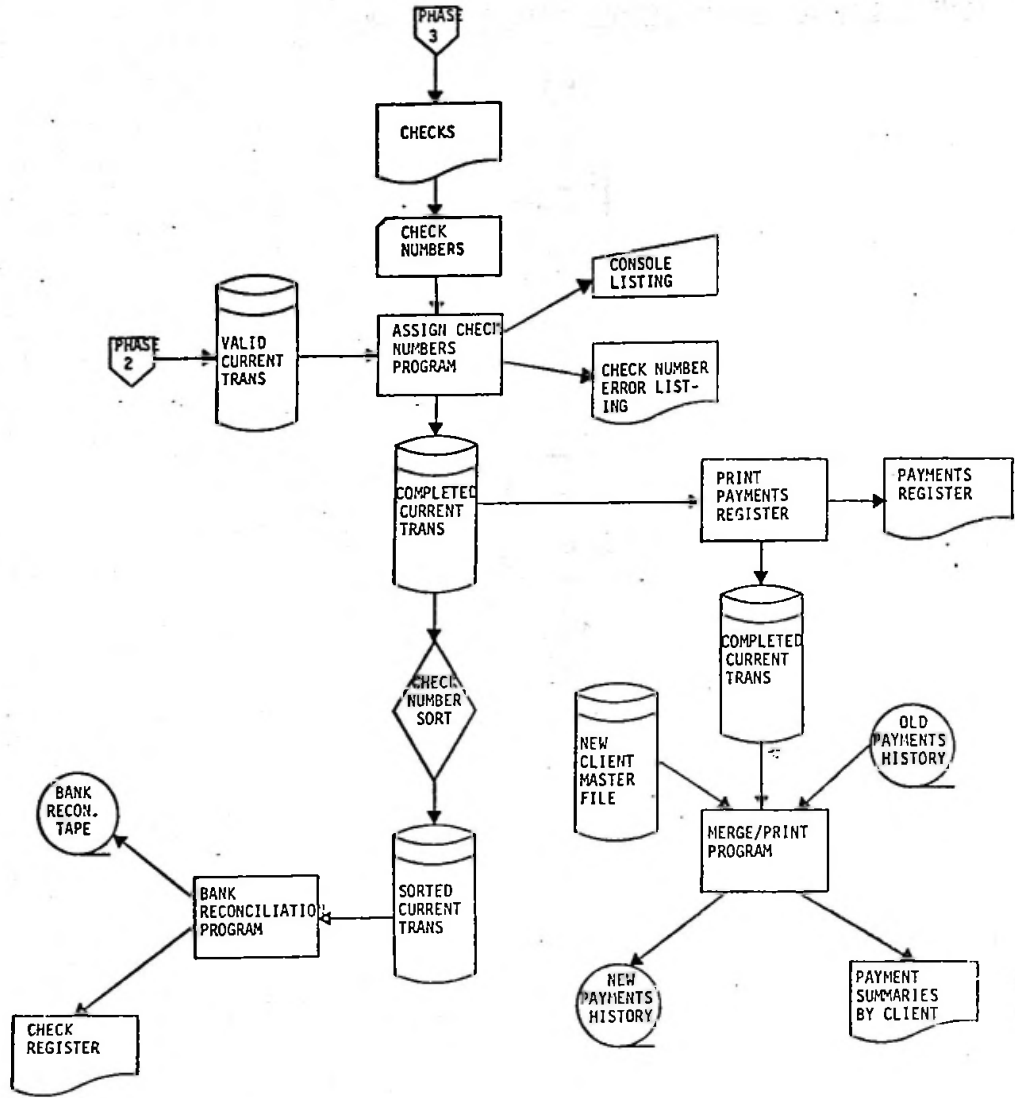 PHASE
3
CHECKS
CHECK
NUMBERS
CONSOLE
LISTING
PHASE
2
VALID
CURRENT
TRANS
ASSIGN CHECK
NUMBERS
PROGRAM
CHECK NUMBER
ERROR LIST-
ING
COMPLETED
CURRENT
TRANS
PRINT
PAYMENTS
REGISTER
PAYMENTS
REGISTER
COMPLETED
CURRENT
TRANS
CHECK
NUMBER
SORT
NEW
CLIENT
MASTER
FILE
OLD
PAYMENTS
HISTORY
BANK
RECON.
TAPE
MERGE/PRINT
PROGRAM
SORTED
CURRENT
TRANS
BANK
RECONCILIATION
PROGRAM
NEW
PAYMENTS
HISTORY
PAYMENT
SUMMARIES
BY CLIENT
CHECK
REGISTER